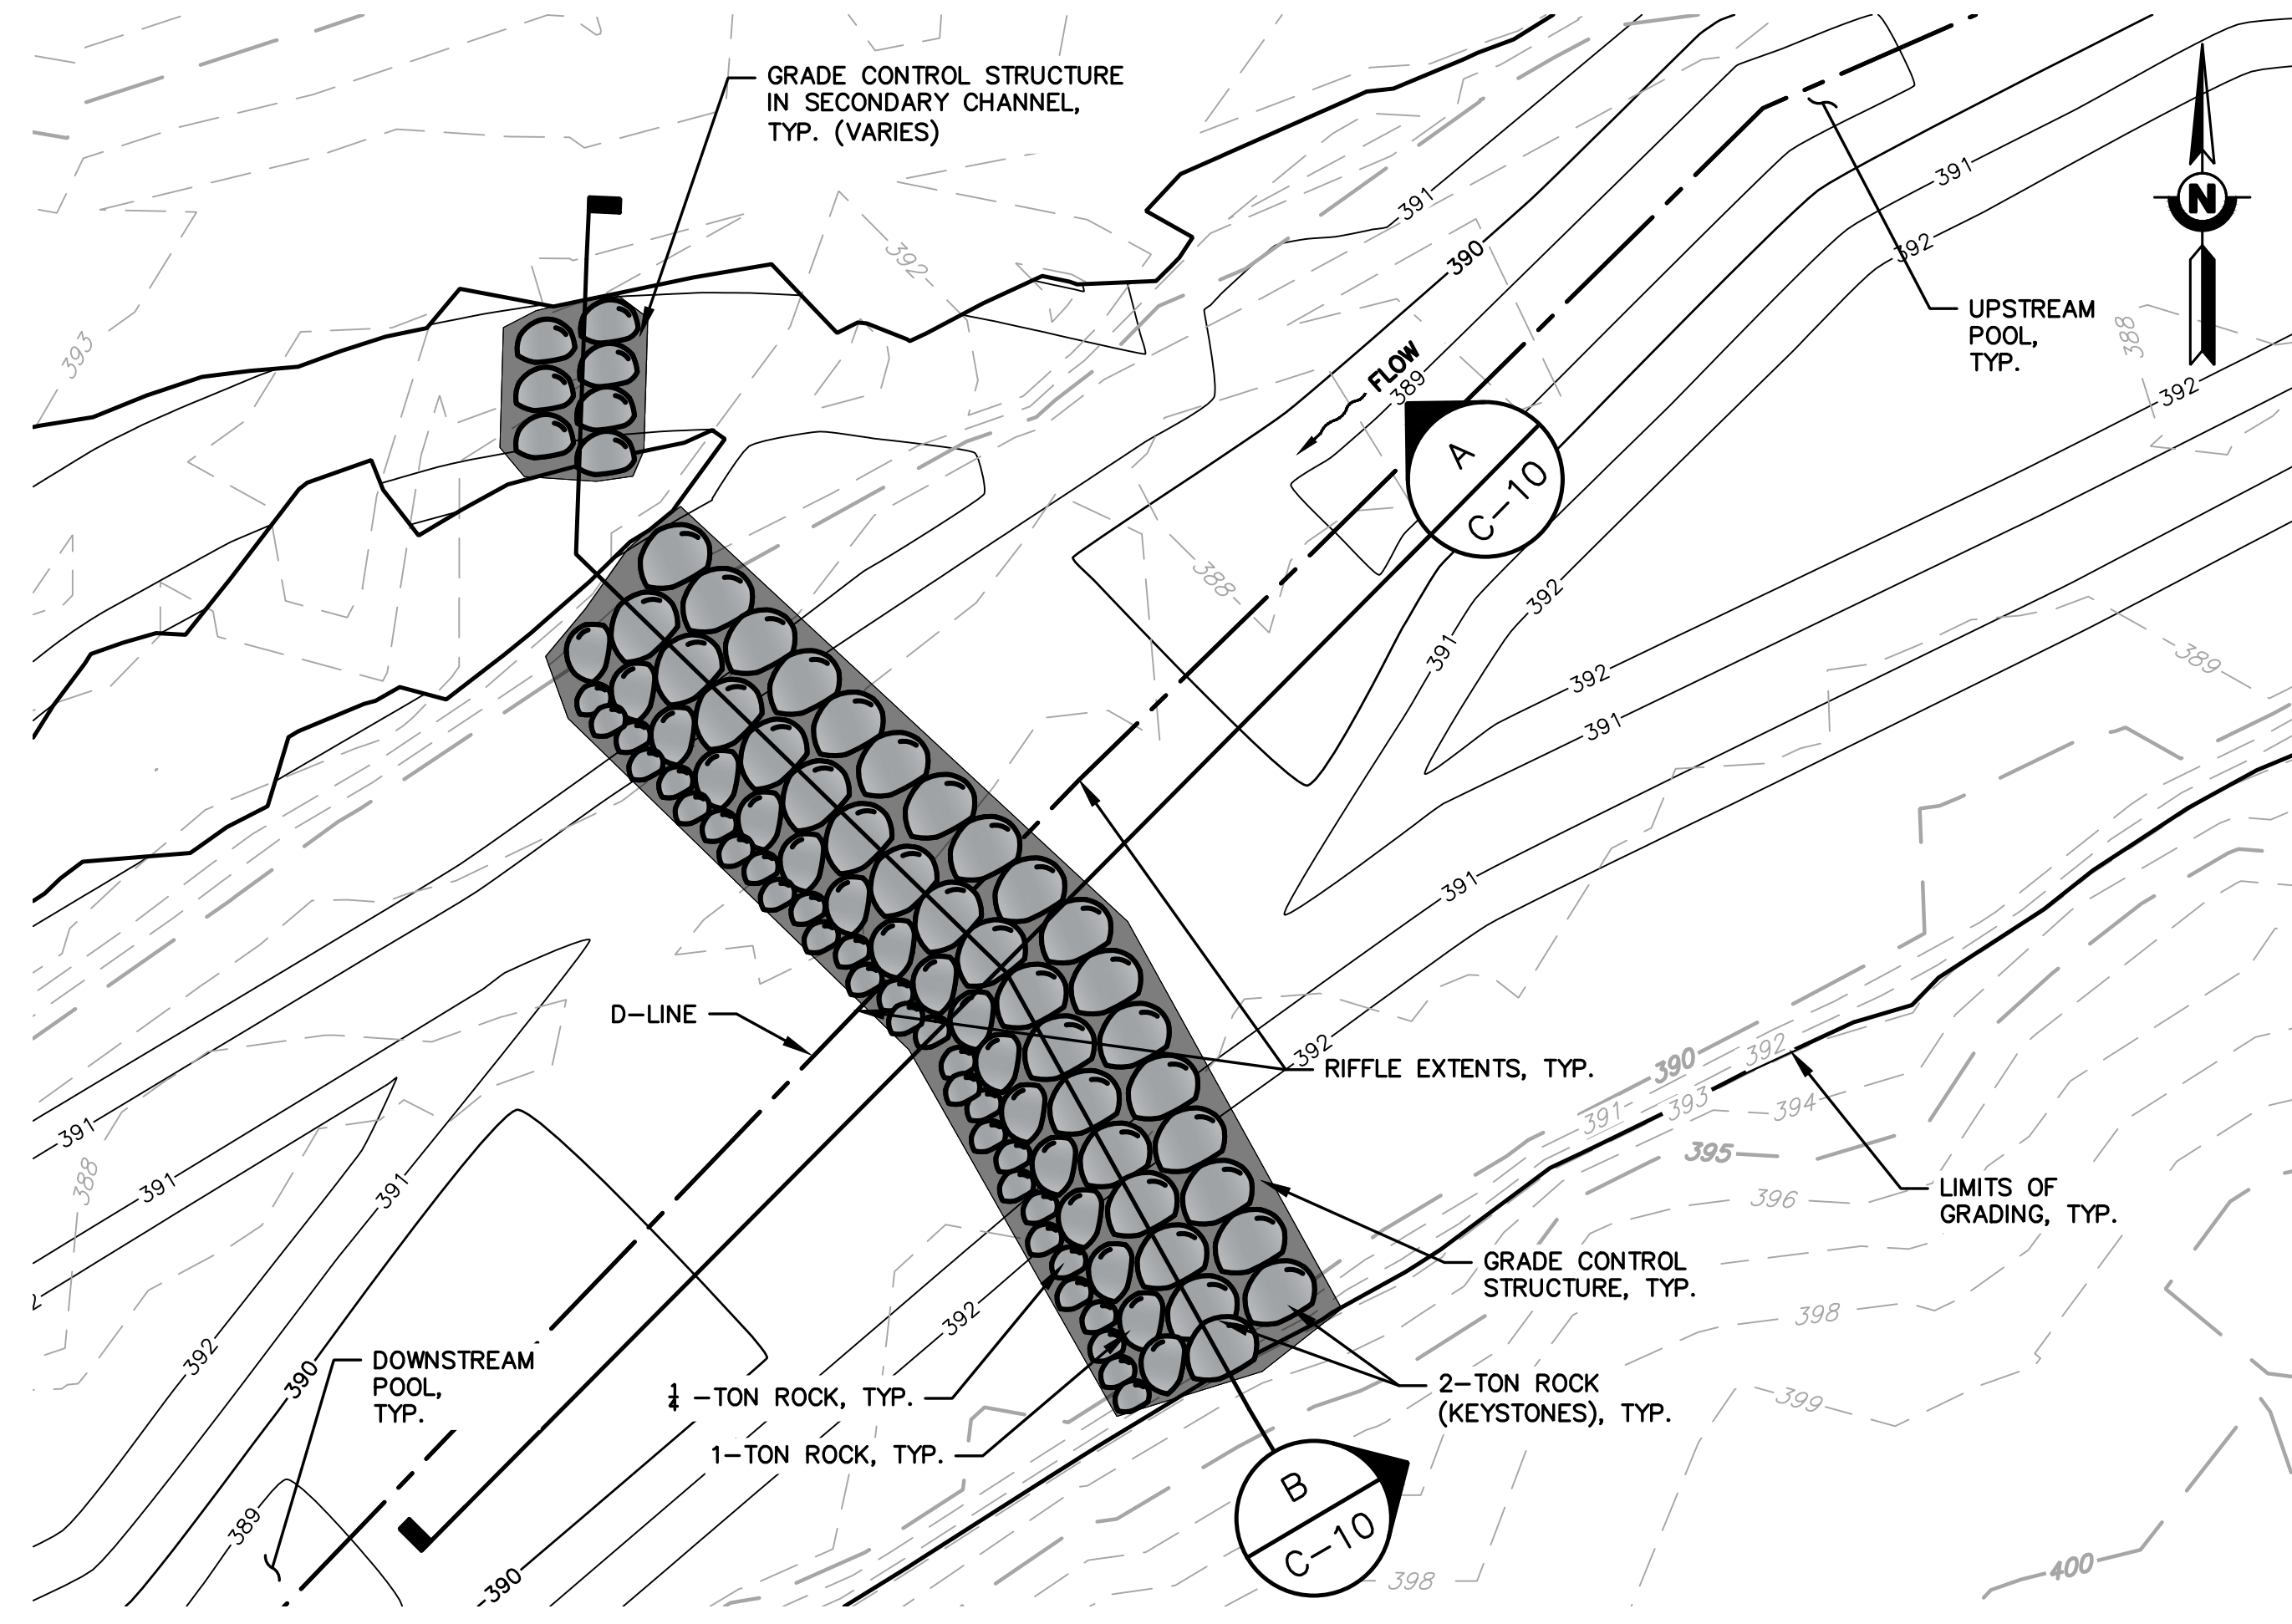 GRADE CONTROL STRUCTURE
IN SECONDARY CHANNEL,
TYP. (VARIES)
391
391
392
390
392
N
UPSTREAM
POOL,
TYP.
388
393
FLOW
389
392
A
C-10
388
392
391
389
392
391
391
D-LINE
392
RIFFLE EXTENTS, TYP.
390
392
391
393
394
391
395
388
391
391
396
LIMITS OF
GRADING, TYP.
GRADE CONTROL
STRUCTURE, TYP.
392
392
398
390
DOWNSTREAM
POOL,
TYP.
1/4 -TON ROCK, TYP.
2-TON ROCK
(KEYSTONES), TYP.
399
1-TON ROCK, TYP.
B
C-10
389
390
398
400